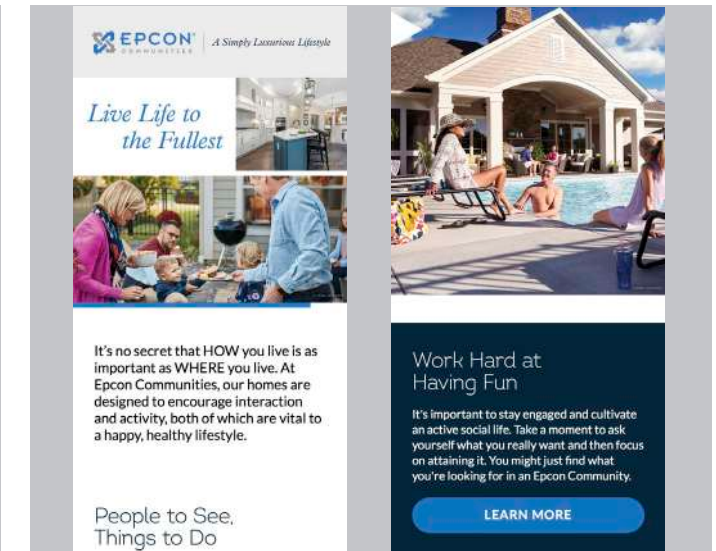 EPCON
COMMUNITIES
A Simply Luxurious Lifestyle
Live Life to
the Fullest
It's no secret that HOW you live is as
important as WHERE you live. At
Epcon Communities, our homes are
designed to encourage interaction
and activity, both of which are vital to
a happy, healthy lifestyle.
People to See,
Things to Do
Work Hard at
Having Fun
It's important to stay engaged and cultivate
an active social life. Take a moment to ask
yourself what you really want and then focus
on attaining it. You might just find what
you're looking for in an Epcon Community.
LEARN MORE